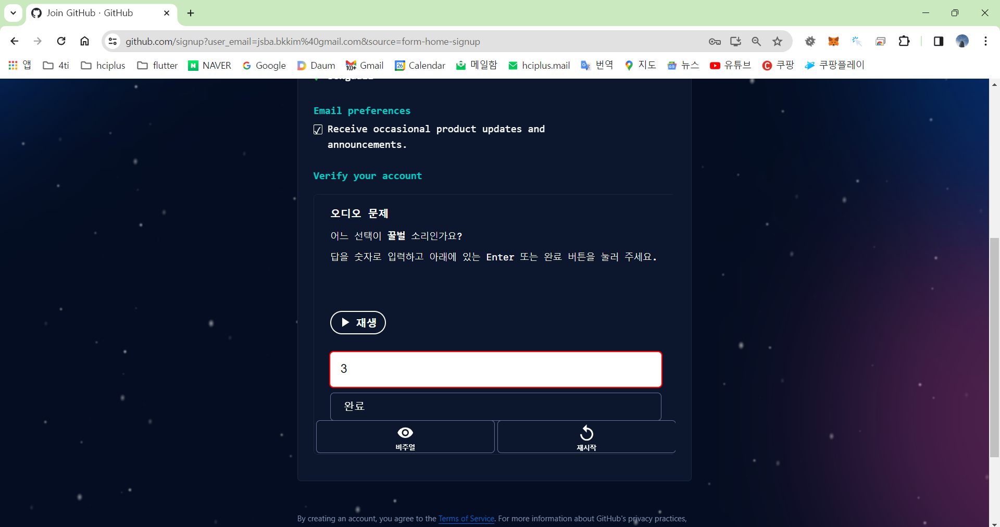 Join GitHub · GitHub
github.com/signup?user_email=jsba.bkkim%40gmail.com&source=form-home-signup
앱 4ti hciplus flutter NAVER Google Daum Gmail Calendar 메일함 hciplus.mail 번역 지도 뉴스 유튜브 쿠팡 쿠팡플레이
Email preferences
Receive occasional product updates and
announcements.
Verify your account
오디오 문제
어느 선택이 꿀벌 소리인가요?
답을 숫자로 입력하고 아래에 있는 Enter 또는 완료 버튼을 눌러 주세요.
재생
3
완료
비주얼 재시작
By creating an account, you agree to the Terms of Service. For more information about GitHub's privacy practices,